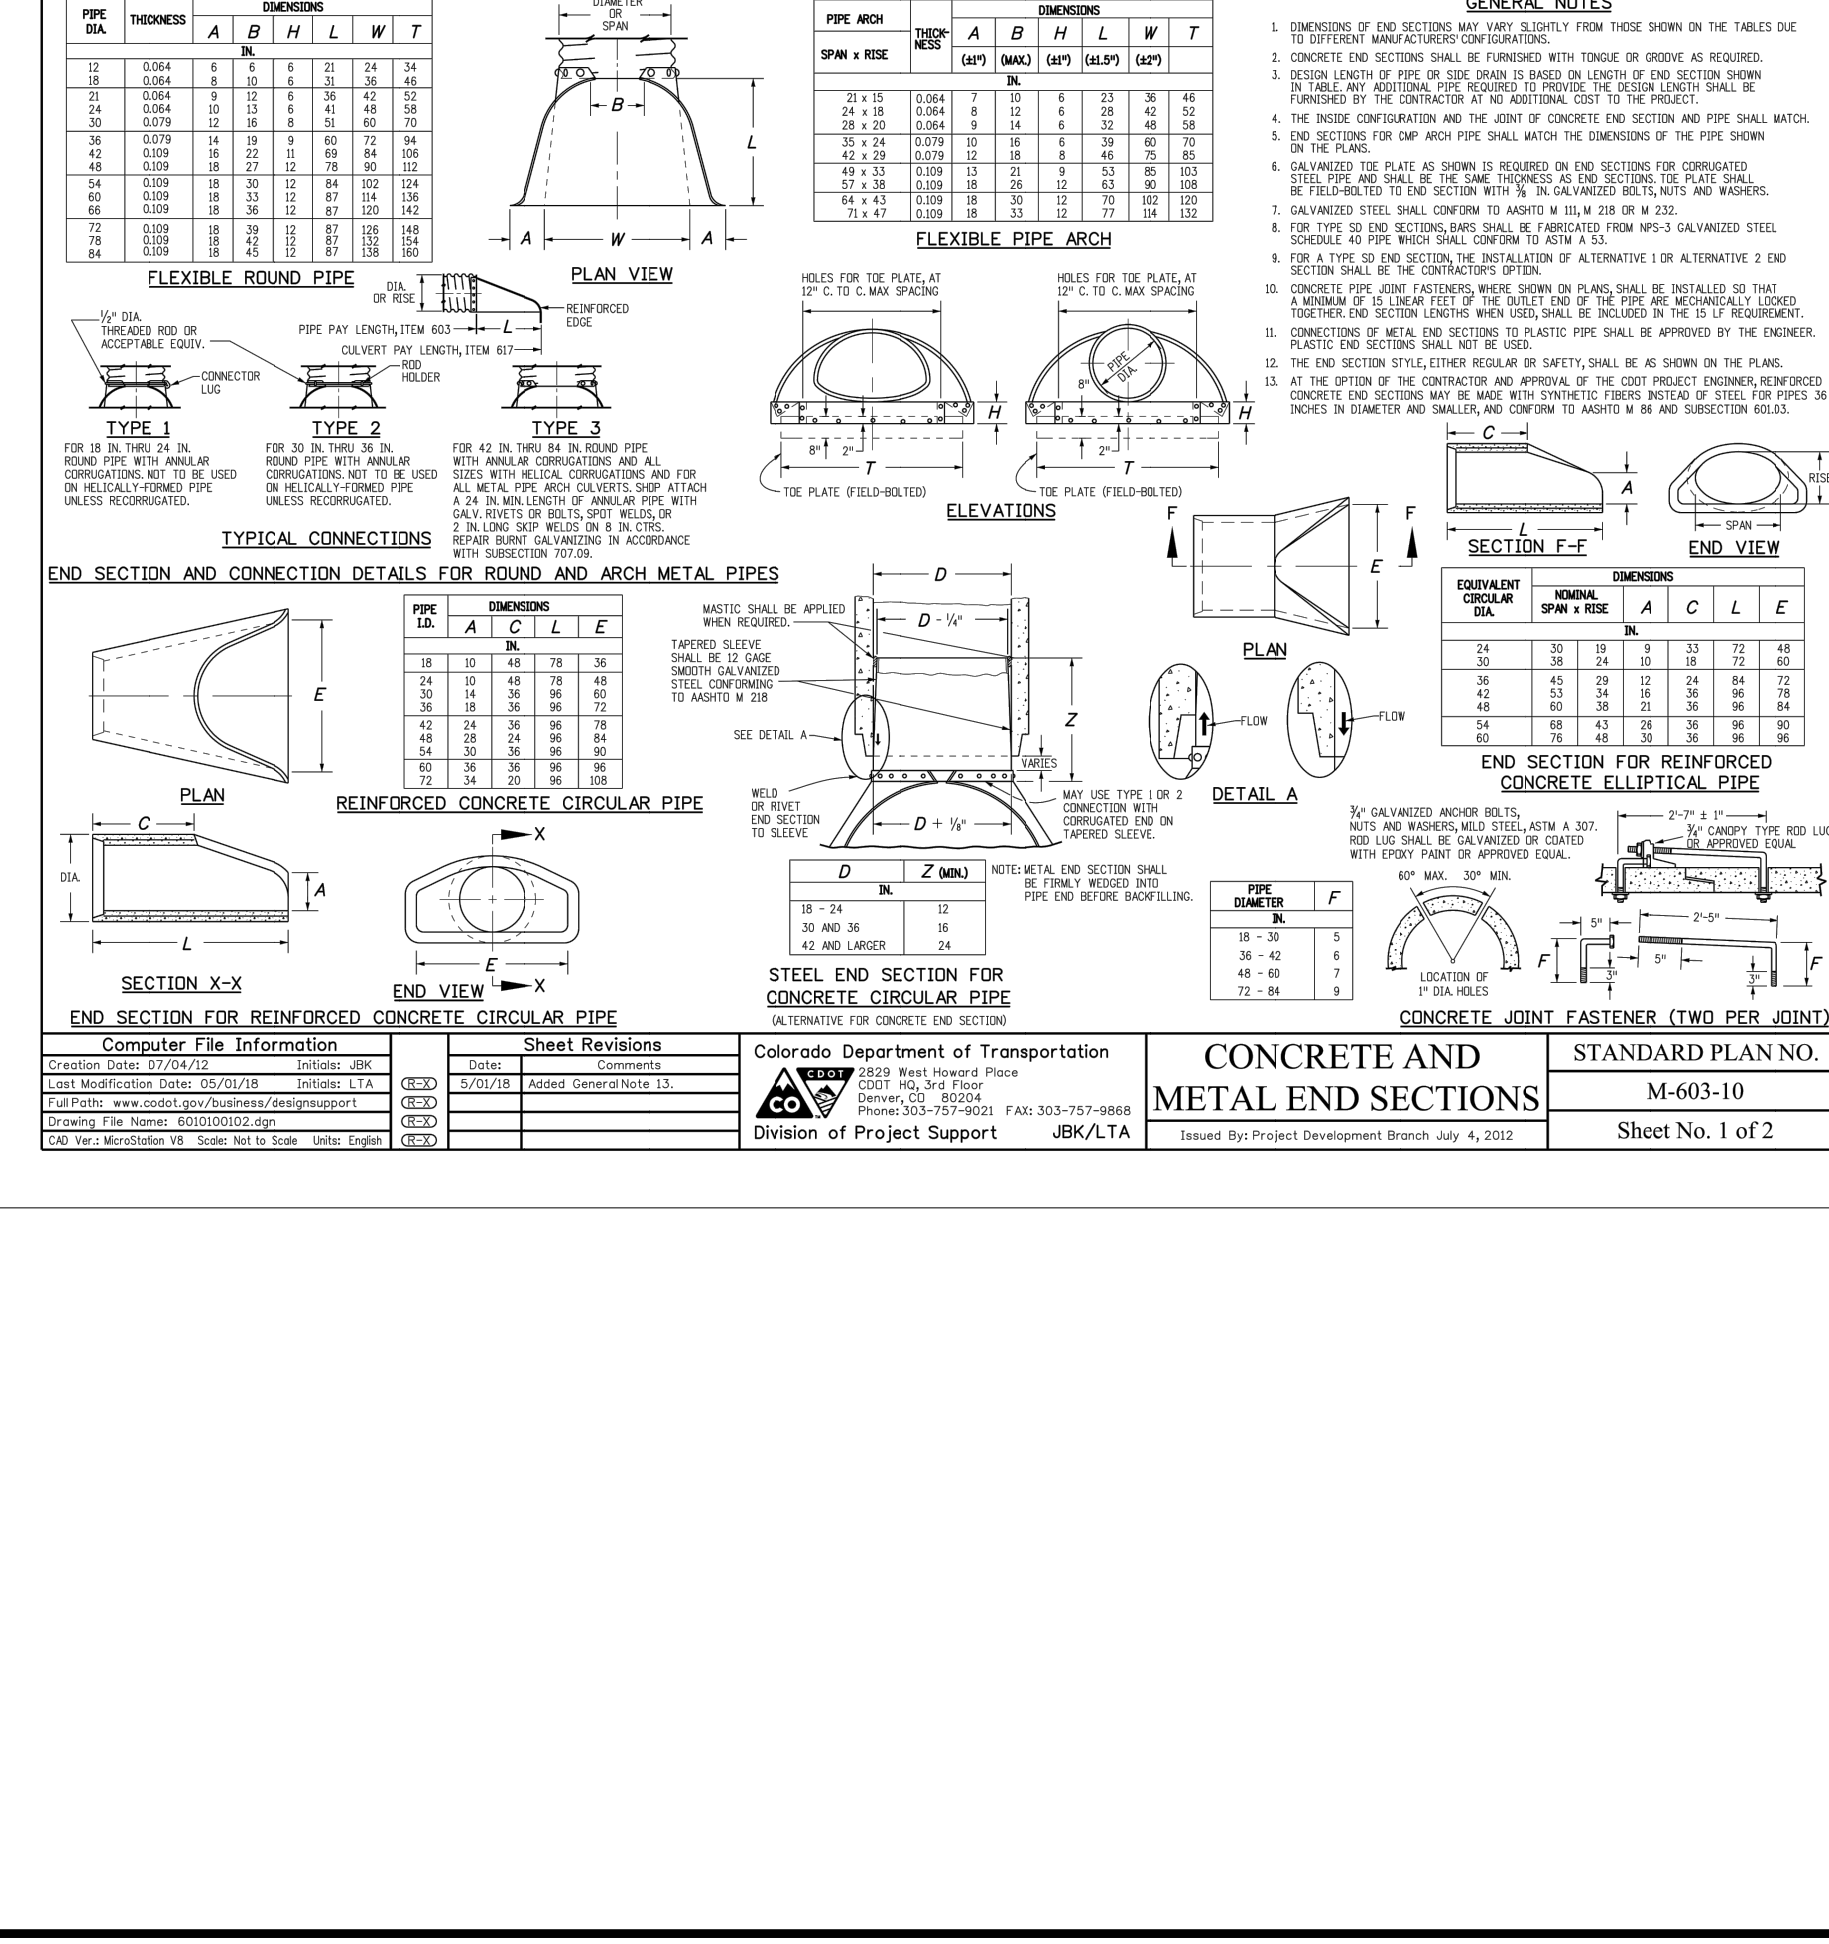 PIPE DIA. THICKNESS DIMENSIONS
A B H L W T
IN.
12 0.064 6 6 6 21 24 34
18 0.064 8 10 6 31 36 46
21 0.064 9 12 6 36 42 52
24 0.064 10 13 6 41 48 58
30 0.079 12 16 8 51 60 70
36 0.079 14 19 9 60 72 94
42 0.109 16 22 11 69 84 106
48 0.109 18 27 12 78 90 112
54 0.109 18 30 12 84 102 124
60 0.109 18 33 12 87 114 136
66 0.109 18 36 12 87 120 142
72 0.109 18 39 12 87 126 148
78 0.109 18 42 12 87 132 154
84 0.109 18 45 12 87 138 160
FLEXIBLE ROUND PIPE
DIAMETER
OR
SPAN
B
L
A W A
PLAN VIEW
PIPE ARCH THICK-NESS DIMENSIONS
SPAN x RISE
A B H L W T
(±1") (MAX.) (±1") (±1.5") (±2")
IN.
21 x 15 0.064 7 10 6 23 36 46
24 x 18 0.064 8 12 6 28 42 52
28 x 20 0.064 9 14 6 32 48 58
35 x 24 0.079 10 16 6 39 60 70
42 x 29 0.079 12 18 8 46 75 85
49 x 33 0.109 13 21 9 53 85 103
57 x 38 0.109 18 26 12 63 90 108
64 x 43 0.109 18 30 12 70 102 120
71 x 47 0.109 18 33 12 77 114 132
FLEXIBLE PIPE ARCH
GENERAL NOTES
1. DIMENSIONS OF END SECTIONS MAY VARY SLIGHTLY FROM THOSE SHOWN ON THE TABLES DUE
TO DIFFERENT MANUFACTURERS' CONFIGURATIONS.
2. CONCRETE END SECTIONS SHALL BE FURNISHED WITH TONGUE OR GROOVE AS REQUIRED.
3. DESIGN LENGTH OF PIPE OR SIDE DRAIN IS BASED ON LENGTH OF END SECTION SHOWN
IN TABLE. ANY ADDITIONAL PIPE REQUIRED TO PROVIDE THE DESIGN LENGTH SHALL BE
FURNISHED BY THE CONTRACTOR AT NO ADDITIONAL COST TO THE PROJECT.
4. THE INSIDE CONFIGURATION AND THE JOINT OF CONCRETE END SECTION AND PIPE SHALL MATCH.
5. END SECTIONS FOR CMP ARCH PIPE SHALL MATCH THE DIMENSIONS OF THE PIPE SHOWN
ON THE PLANS.
6. GALVANIZED TOE PLATE AS SHOWN IS REQUIRED ON END SECTIONS FOR CORRUGATED
STEEL PIPE AND SHALL BE THE SAME THICKNESS AS END SECTIONS. TOE PLATE SHALL
BE FIELD-BOLTED TO END SECTION WITH 3/8 IN. GALVANIZED BOLTS, NUTS AND WASHERS.
7. GALVANIZED STEEL SHALL CONFORM TO AASHTO M 111, M 218 OR M 232.
8. FOR TYPE SD END SECTIONS, BARS SHALL BE FABRICATED FROM NPS-3 GALVANIZED STEEL
SCHEDULE 40 PIPE WHICH SHALL CONFORM TO ASTM A 53.
9. FOR A TYPE SD END SECTION, THE INSTALLATION OF ALTERNATIVE 1 OR ALTERNATIVE 2 END
SECTION SHALL BE THE CONTRACTOR'S OPTION.
10. CONCRETE PIPE JOINT FASTENERS, WHERE SHOWN ON PLANS, SHALL BE INSTALLED SO THAT
A MINIMUM OF 15 LINEAR FEET OF THE OUTLET END OF THE PIPE ARE MECHANICALLY LOCKED
TOGETHER. END SECTION LENGTHS WHEN USED, SHALL BE INCLUDED IN THE 15 LF REQUIREMENT.
11. CONNECTIONS OF METAL END SECTIONS TO PLASTIC PIPE SHALL BE APPROVED BY THE ENGINEER.
PLASTIC END SECTIONS SHALL NOT BE USED.
12. THE END SECTION STYLE, EITHER REGULAR OR SAFETY, SHALL BE AS SHOWN ON THE PLANS.
13. AT THE OPTION OF THE CONTRACTOR AND APPROVAL OF THE CDOT PROJECT ENGINNER, REINFORCED
CONCRETE END SECTIONS MAY BE MADE WITH SYNTHETIC FIBERS INSTEAD OF STEEL FOR PIPES 36
INCHES IN DIAMETER AND SMALLER, AND CONFORM TO AASHTO M 86 AND SUBSECTION 601.03.
DIA.
OR RISE
REINFORCED
EDGE
PIPE PAY LENGTH, ITEM 603 L
CULVERT PAY LENGTH, ITEM 617
1/2" DIA.
THREADED ROD OR
ACCEPTABLE EQUIV.
CONNECTOR
LUG
ROD
HOLDER
TYPE 1
FOR 18 IN. THRU 24 IN.
ROUND PIPE WITH ANNULAR
CORRUGATIONS. NOT TO BE USED
ON HELICALLY-FORMED PIPE
UNLESS RECORRUGATED.
TYPE 2
FOR 30 IN. THRU 36 IN.
ROUND PIPE WITH ANNULAR
CORRUGATIONS. NOT TO BE USED
ON HELICALLY-FORMED PIPE
UNLESS RECORRUGATED.
TYPE 3
FOR 42 IN. THRU 84 IN. ROUND PIPE
WITH ANNULAR CORRUGATIONS AND ALL
SIZES WITH HELICAL CORRUGATIONS AND FOR
ALL METAL PIPE ARCH CULVERTS. SHOP ATTACH
A 24 IN. MIN. LENGTH OF ANNULAR PIPE WITH
GALV. RIVETS OR BOLTS, SPOT WELDS, OR
2 IN. LONG SKIP WELDS ON 8 IN. CTRS.
REPAIR BURNT GALVANIZING IN ACCORDANCE
WITH SUBSECTION 707.09.
TYPICAL CONNECTIONS
END SECTION AND CONNECTION DETAILS FOR ROUND AND ARCH METAL PIPES
HOLES FOR TOE PLATE, AT
12" C. TO C. MAX SPACING
H
8" 2"
T
TOE PLATE (FIELD-BOLTED)
HOLES FOR TOE PLATE, AT
12" C. TO C. MAX SPACING
PIPE
DIA.
8"
H
2"
T
TOE PLATE (FIELD-BOLTED)
ELEVATIONS
F F
E
PLAN
C
A
L
SECTION F-F
RISE
SPAN
END VIEW
EQUIVALENT CIRCULAR DIA. DIMENSIONS
NOMINAL SPAN x RISE A C L E
IN.
24 30 19 9 33 72 48
30 38 24 10 18 72 60
36 45 29 12 24 84 72
42 53 34 16 36 96 78
48 60 38 21 36 96 84
54 68 43 26 36 96 90
60 76 48 30 36 96 96
END SECTION FOR REINFORCED
CONCRETE ELLIPTICAL PIPE
E
PLAN
PIPE I.D. DIMENSIONS
A C L E
IN.
18 10 48 78 36
24 10 48 78 48
30 14 36 96 60
36 18 36 96 72
42 24 36 96 78
48 28 24 96 84
54 30 36 96 90
60 36 36 96 96
72 34 20 96 108
REINFORCED CONCRETE CIRCULAR PIPE
C
DIA.
A
L
SECTION X-X
X
E
END VIEW X
END SECTION FOR REINFORCED CONCRETE CIRCULAR PIPE
D
MASTIC SHALL BE APPLIED
WHEN REQUIRED.
D - 1/4"
TAPERED SLEEVE
SHALL BE 12 GAGE
SMOOTH GALVANIZED
STEEL CONFORMING
TO AASHTO M 218
Z
SEE DETAIL A
VARIES
WELD
OR RIVET
END SECTION
TO SLEEVE
D + 1/8"
MAY USE TYPE 1 OR 2
CONNECTION WITH
CORRUGATED END ON
TAPERED SLEEVE.
FLOW
FLOW
DETAIL A
D Z (MIN.)
IN.
18 - 24 12
30 AND 36 16
42 AND LARGER 24
NOTE: METAL END SECTION SHALL
BE FIRMLY WEDGED INTO
PIPE END BEFORE BACKFILLING.
STEEL END SECTION FOR
CONCRETE CIRCULAR PIPE
(ALTERNATIVE FOR CONCRETE END SECTION)
PIPE DIAMETER F
IN.
18 - 30 5
36 - 42 6
48 - 60 7
72 - 84 9
3/4" GALVANIZED ANCHOR BOLTS,
NUTS AND WASHERS, MILD STEEL, ASTM A 307.
ROD LUG SHALL BE GALVANIZED OR COATED
WITH EPOXY PAINT OR APPROVED EQUAL.
60° MAX. 30° MIN.
LOCATION OF
1" DIA. HOLES
2'-7" ± 1"
3/4" CANOPY TYPE ROD LUG
OR APPROVED EQUAL
5" 2'-5"
F 3" 5" 3" F
CONCRETE JOINT FASTENER (TWO PER JOINT)
Computer File Information
Creation Date: 07/04/12 Initials: JBK
Last Modification Date: 05/01/18 Initials: LTA
Full Path: www.codot.gov/business/designsupport
Drawing File Name: 6010100102.dgn
CAD Ver.: MicroStation V8 Scale: Not to Scale Units: English
R-X
R-X
R-X
R-X
Sheet Revisions
Date: Comments
5/01/18 Added General Note 13.
Colorado Department of Transportation
CDOT
CO
TM
2829 West Howard Place
CDOT HQ, 3rd Floor
Denver, CO 80204
Phone: 303-757-9021 FAX: 303-757-9868
Division of Project Support JBK/LTA
CONCRETE AND
METAL END SECTIONS
Issued By: Project Development Branch July 4, 2012
STANDARD PLAN NO.
M-603-10
Sheet No. 1 of 2